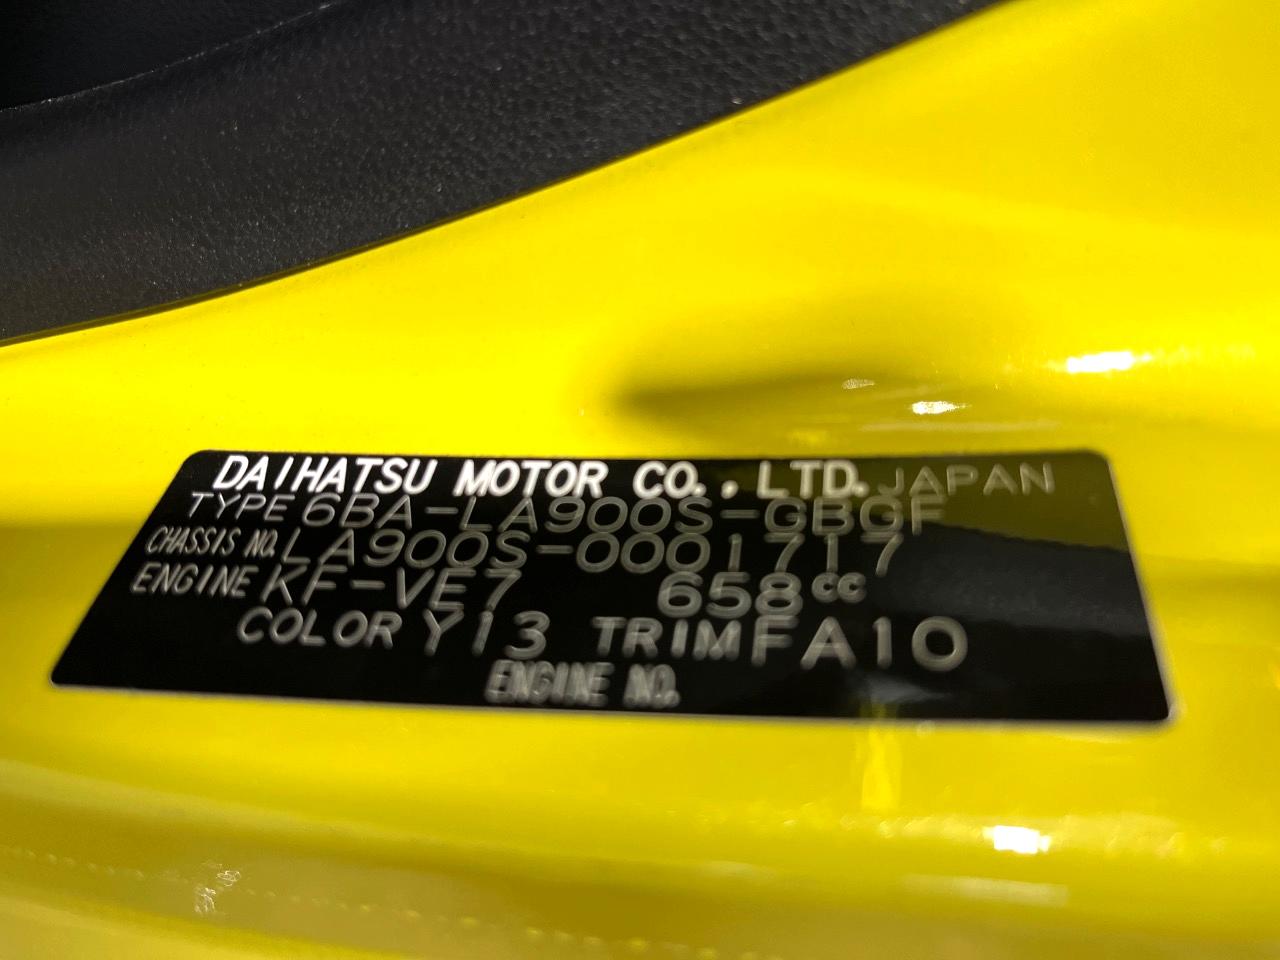 DAIHATSU MOTOR CO.,LTD. JAPAN
TYPE 6BA-LA900S-GBGF
CHASSIS NO. LA900S-0001717
ENGINE KF-VE7 658cc
COLOR Y13 TRIM FA10
ENGINE NO.